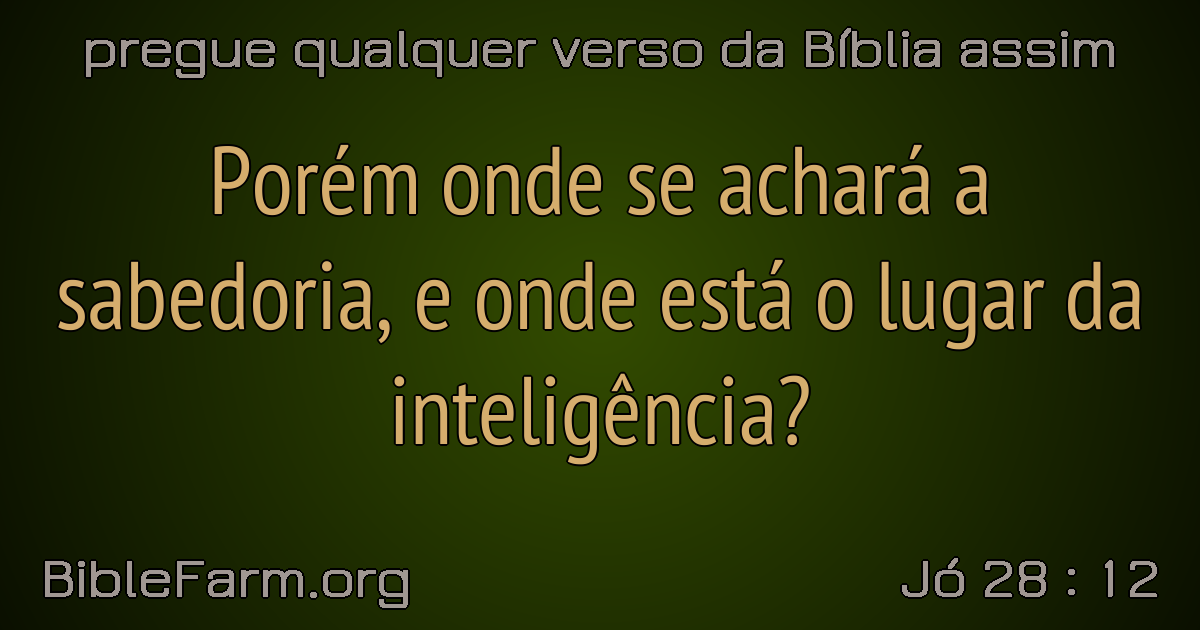 pregue qualquer verso da Bíblia assim
Porém onde se achará a
sabedoria, e onde está o lugar da
inteligência?
BibleFarm.org
Jó 28 : 12